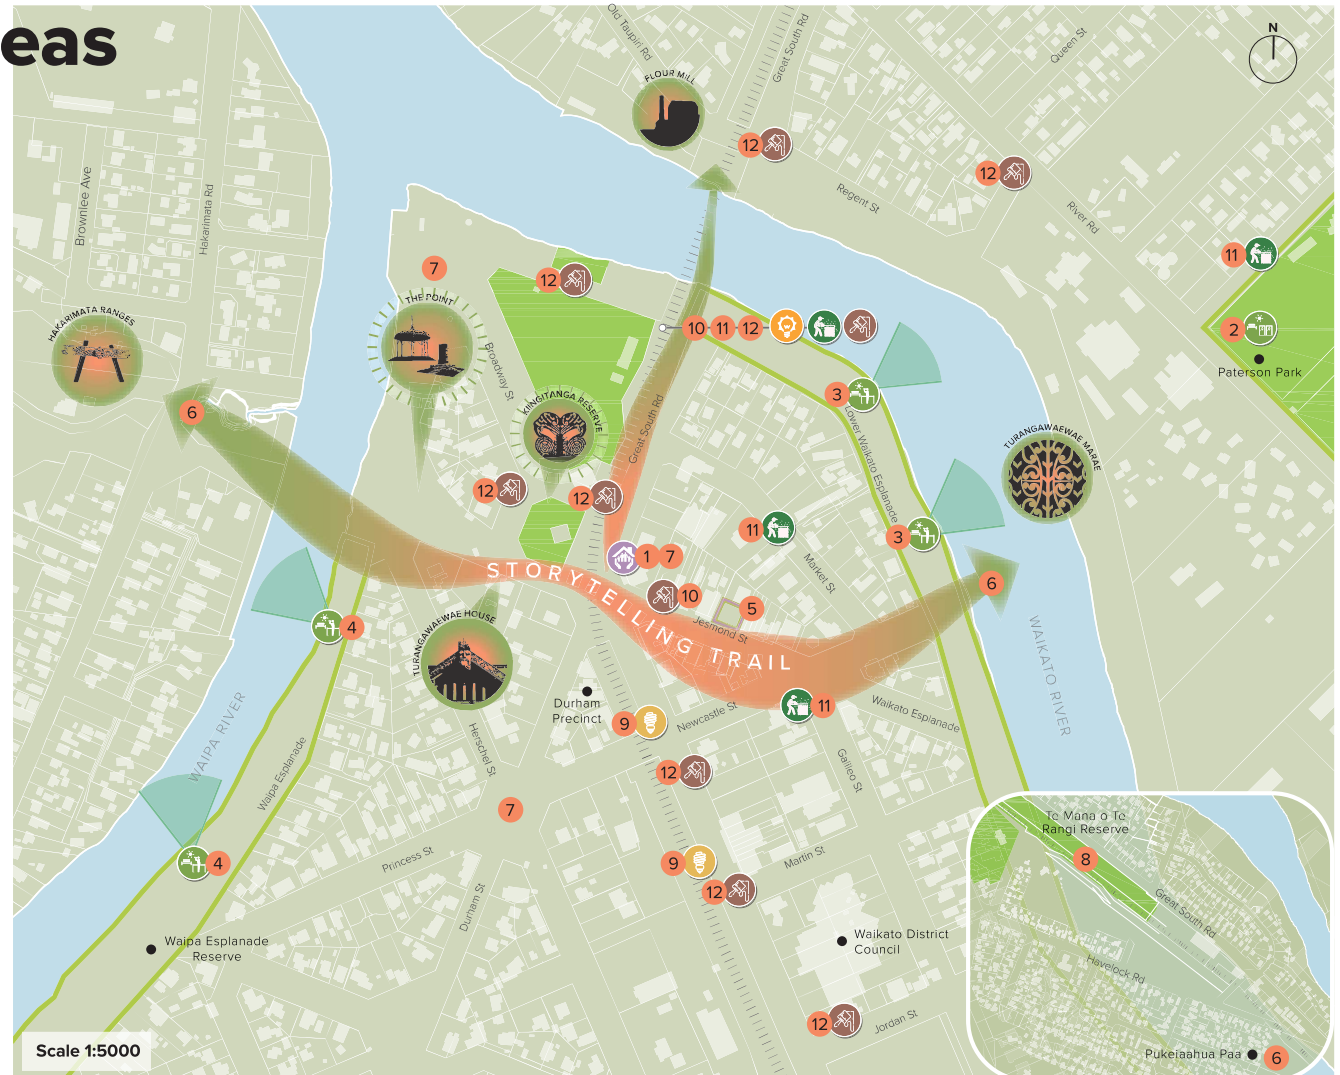 eas
Old Taupiri Rd
Great South Rd
Queen St
N
FLOUR MILL
12
12
Brownlee Ave
Hakarimata Rd
Regent St
River Rd
7
12
11
THE POINT
HAKARIMATA RANGES
10 11 12
2
Paterson Park
Broadway St
KIINGITANGA RESERVE
3
6
Great South Rd
Lower Waikato Esplanade
TURANGAWAEWAE MARAE
12
12
11
3
1 7
Market St
STORYTELLING TRAIL
6
10
5
Jesmond St
4
TURANGAWAEWAE HOUSE
WAIKATO RIVER
Durham
Precinct
9
Newcastle St
11
Waikato Esplanade
WAIPA RIVER
Waipa Esplanade
Herschel St
12
Galileo St
7
Te Mana o Te
Rangi Reserve
8
Princess St
4
9
Martin St
12
Durham St
Great South Rd
Waipa Esplanade
Reserve
Waikato District
Council
Havelock Rd
12
Jordan St
Scale 1:5000
Pukeiaahua Paa
6